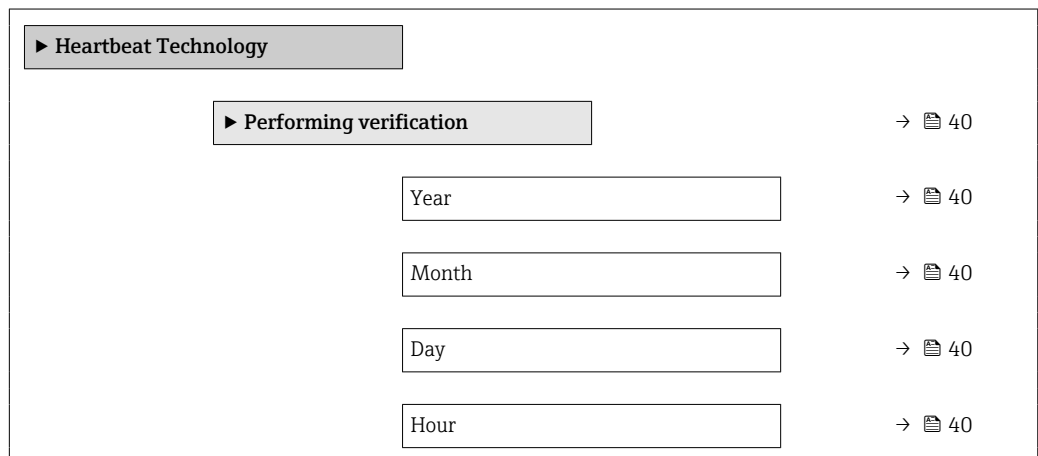 ▶ Heartbeat Technology
▶ Performing verification → 40
Year → 40
Month → 40
Day → 40
Hour → 40